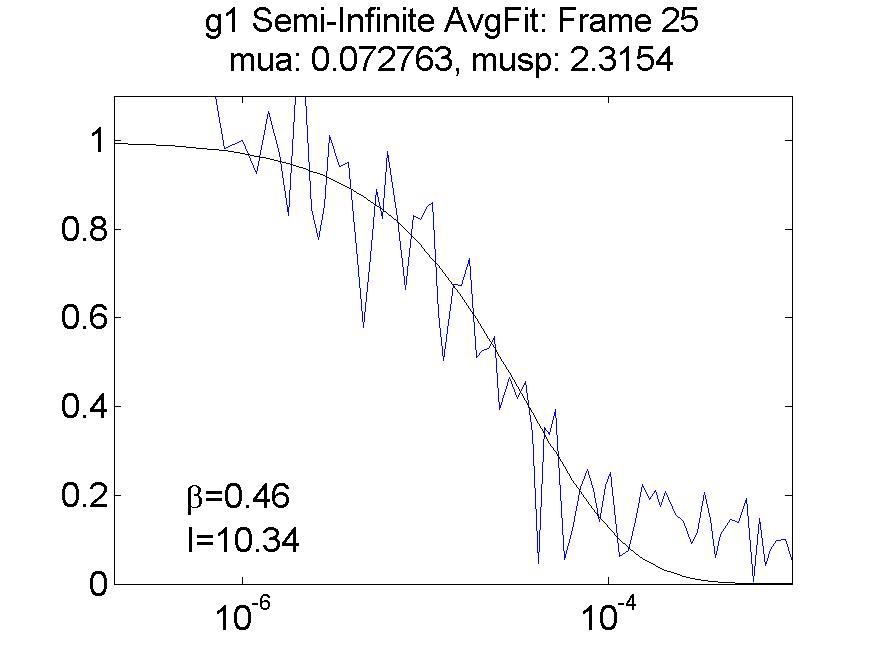 g1 Semi-Infinite AvgFit: Frame 25
mua: 0.072763, musp: 2.3154
1
0.8
0.6
0.4
0.2
0
β=0.46
I=10.34
10^-6
10^-4